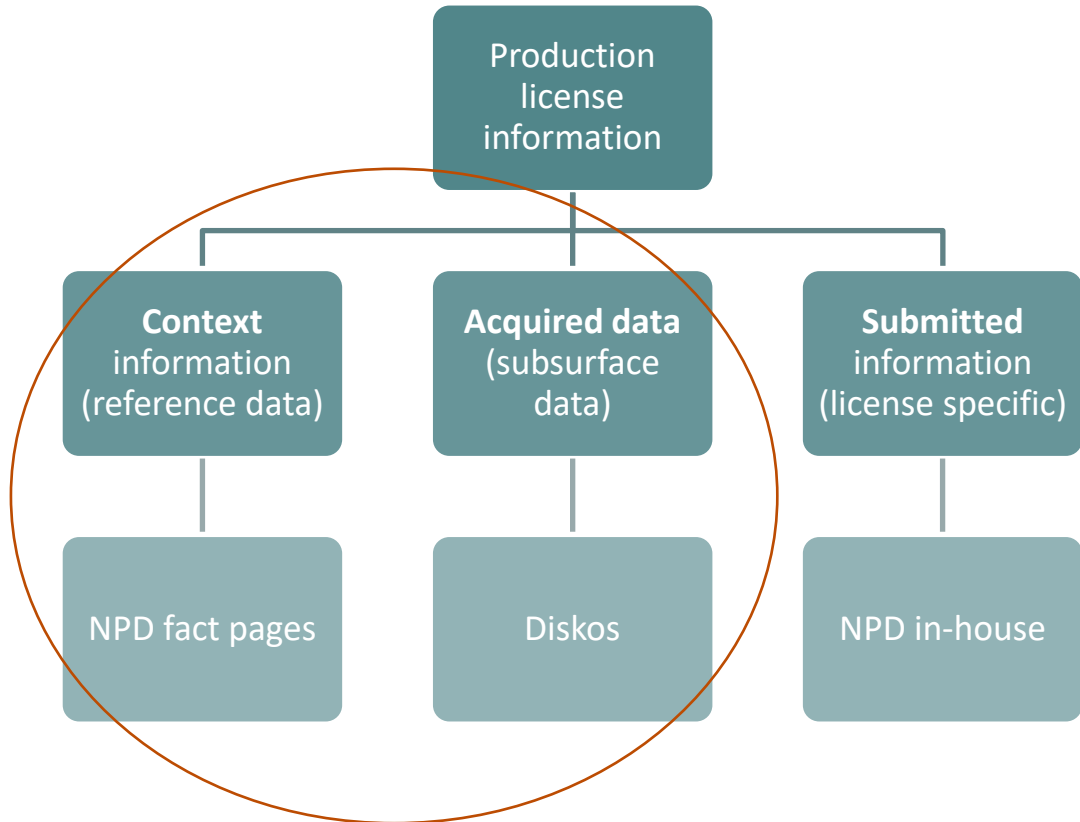 Production
license
information
Context
information
(reference data)
Acquired data
(subsurface
data)
Submitted
information
(license specific)
NPD fact pages
Diskos
NPD in-house